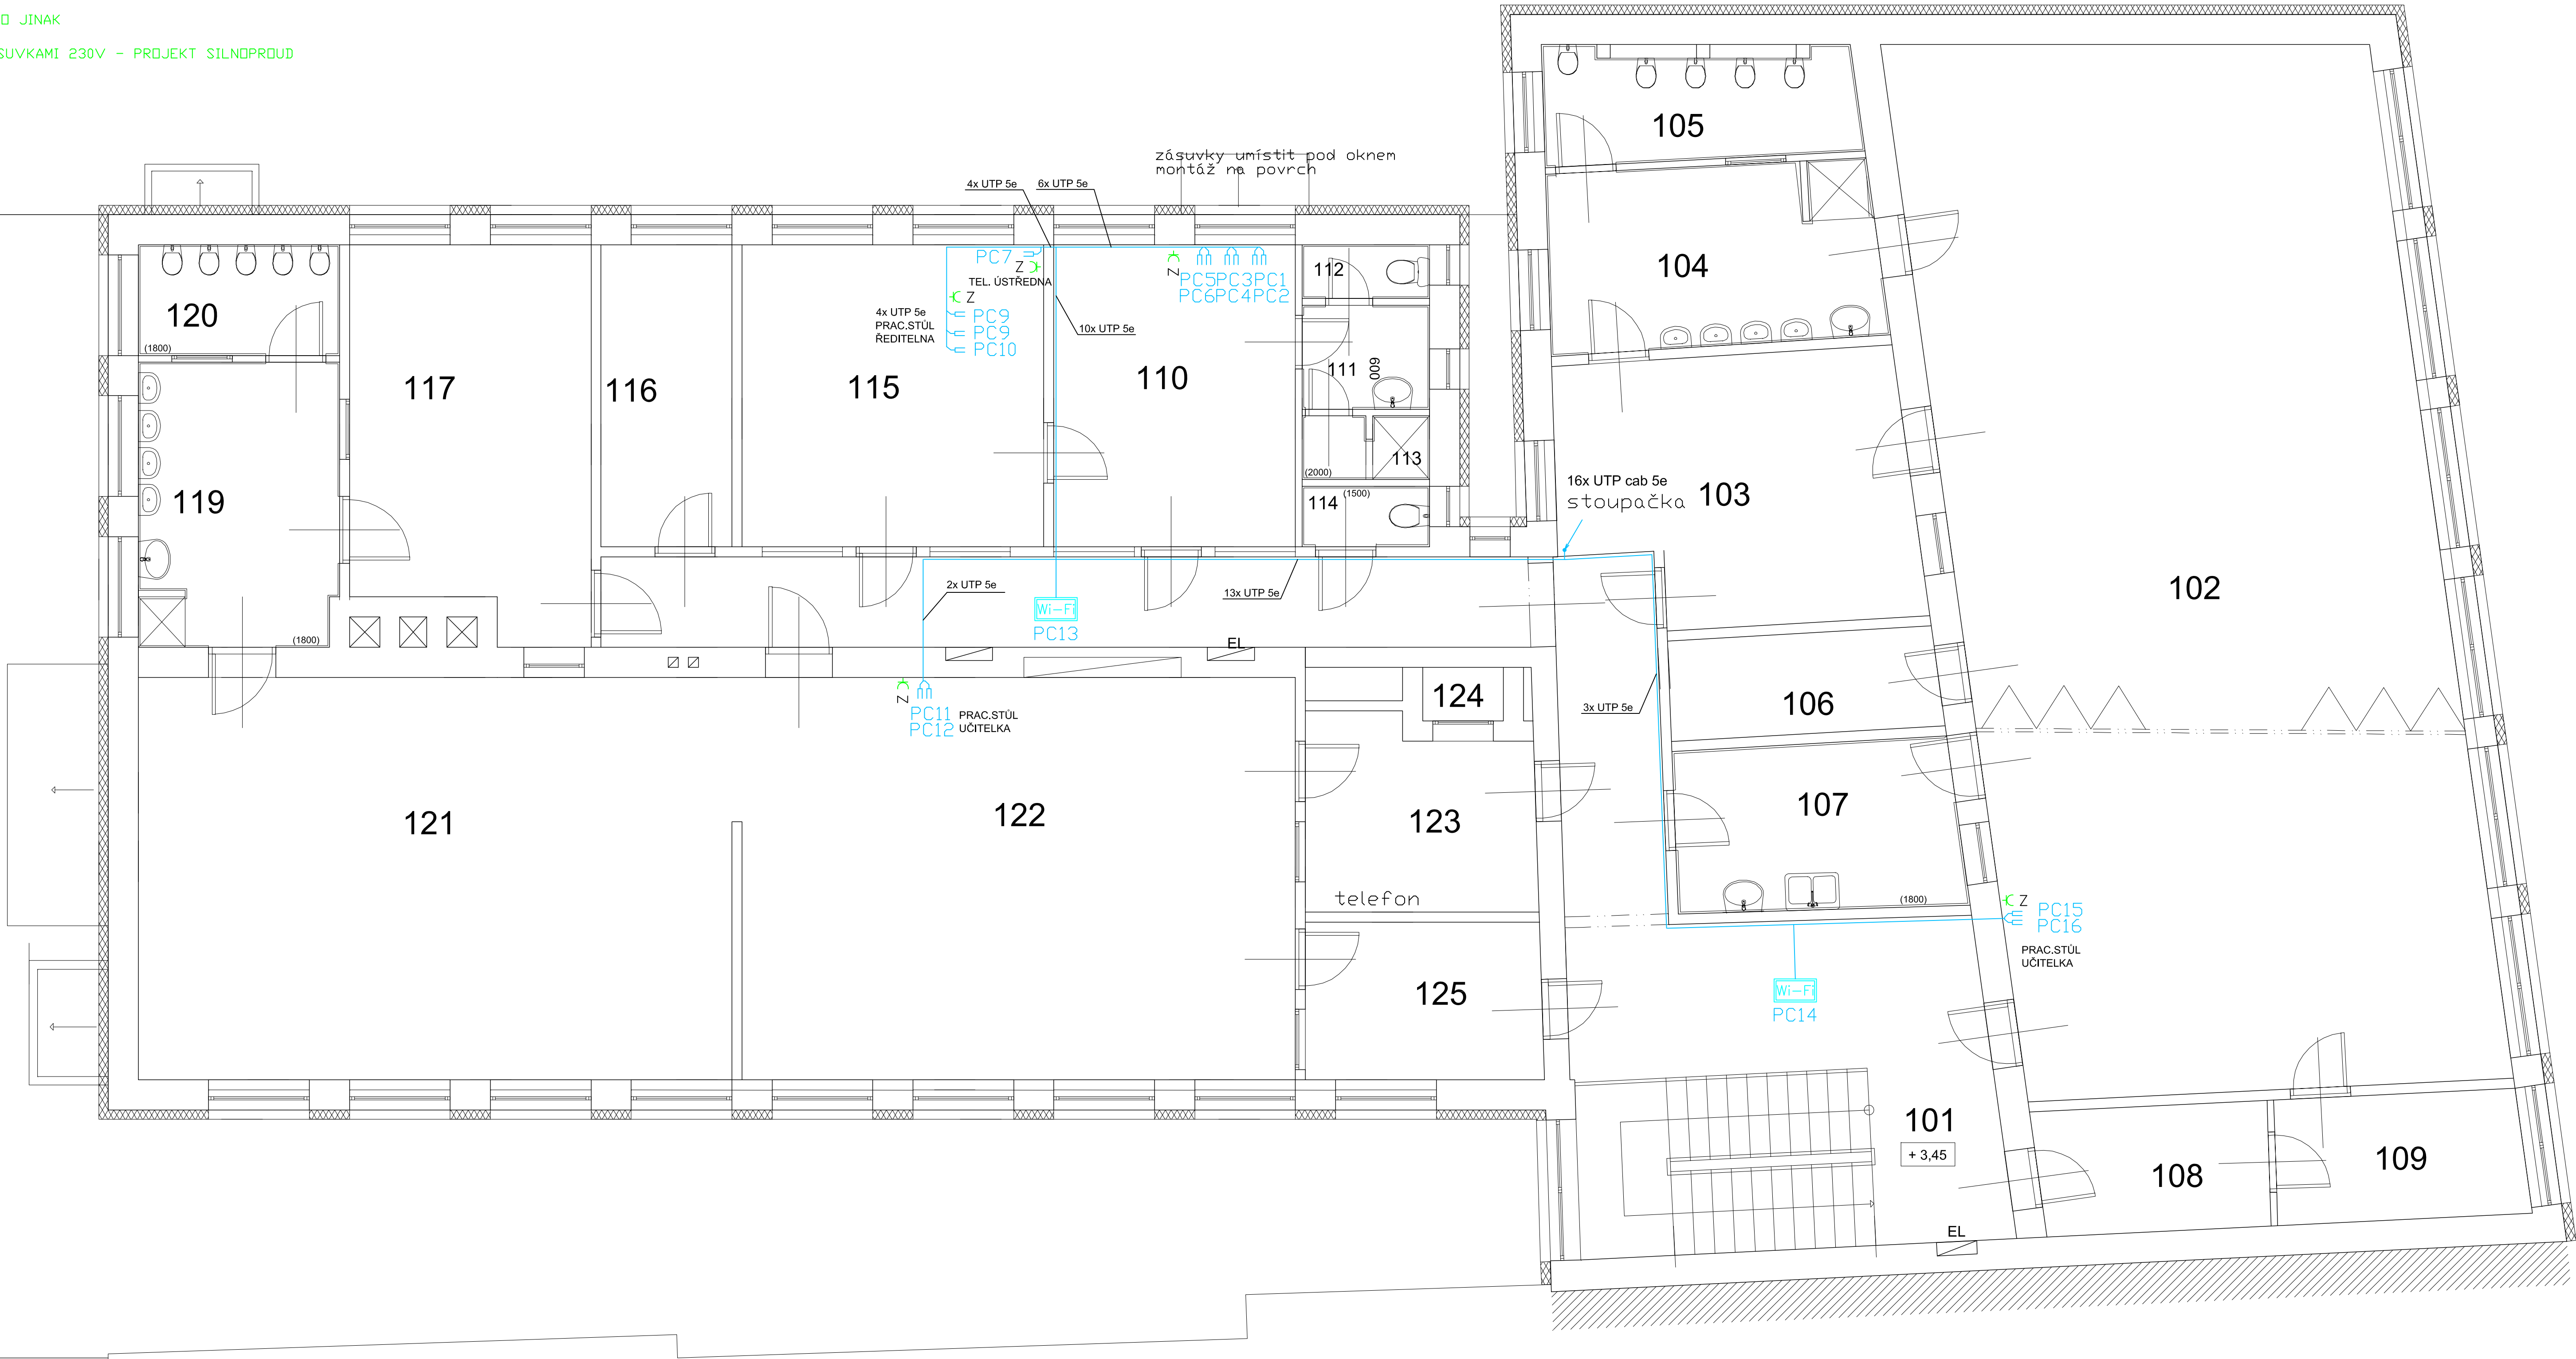 O JINAK
SUVKAMI 230V - PROJEKT SILNOPROUD
zásuvky umístit pod oknem
montáž na povrch
4x UTP 5e
6x UTP 5e
105
104
PC7
Z
TEL. ÚSTŘEDNA
Z
4x UTP 5e
PRAC.STŮL
ŘEDITELNA
PC9
PC9
PC10
10x UTP 5e
Z
PC5PC3PC1
PC6PC4PC2
112
120
(1800)
117
116
115
110
111
600
113
(2000)
114
(1500)
119
(1800)
16x UTP cab 5e
stoupačka
103
102
2x UTP 5e
13x UTP 5e
Wi-Fi
PC13
EL
124
3x UTP 5e
106
Z
PC11
PC12
PRAC.STŮL
UČITELKA
121
122
123
107
telefon
(1800)
Z
PC15
PC16
PRAC.STŮL
UČITELKA
125
Wi-Fi
PC14
101
+ 3,45
108
109
EL